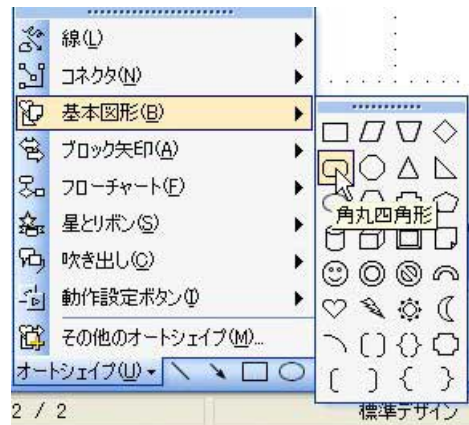 線(L)
コネクタ(N)
基本図形(B)
ブロック矢印(A)
フローチャート(F)
星とリボン(S)
吹き出し(C)
動作設定ボタン(I)
その他のオートシェイプ(M)...
角丸四角形
オートシェイプ(U)
2 / 2
標準デザイン